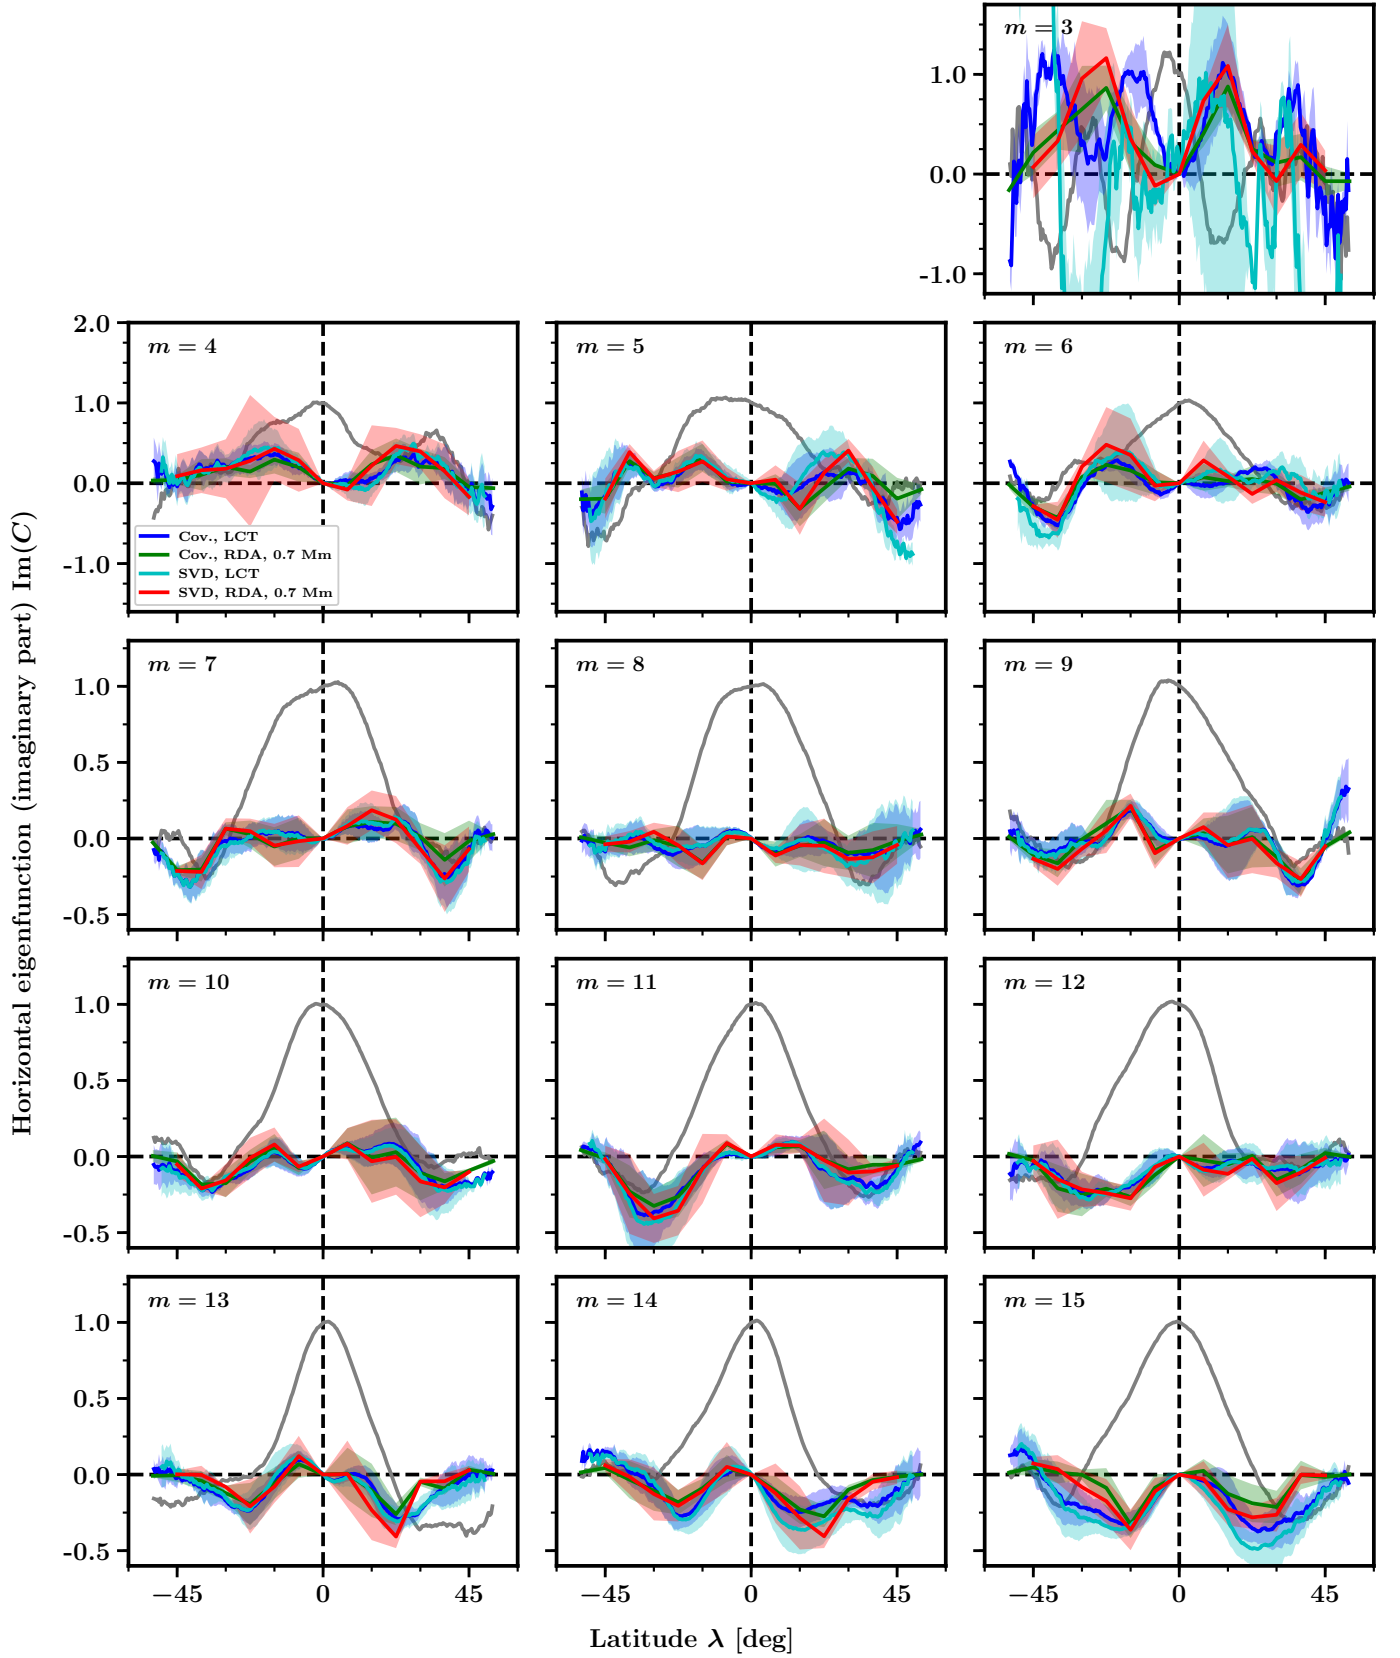 m = 3
1.0
0.0
-1.0
2.0
1.0
0.0
-1.0
m = 4
m = 5
m = 6
Cov., LCT
Cov., RDA, 0.7 Mm
SVD, LCT
SVD, RDA, 0.7 Mm
Horizontal eigenfunction (imaginary part) Im(C)
1.0
0.5
0.0
-0.5
m = 7
m = 8
m = 9
1.0
0.5
0.0
-0.5
m = 10
m = 11
m = 12
1.0
0.5
0.0
-0.5
m = 13
m = 14
m = 15
−45 0 45
−45 0 45
−45 0 45
Latitude λ [deg]